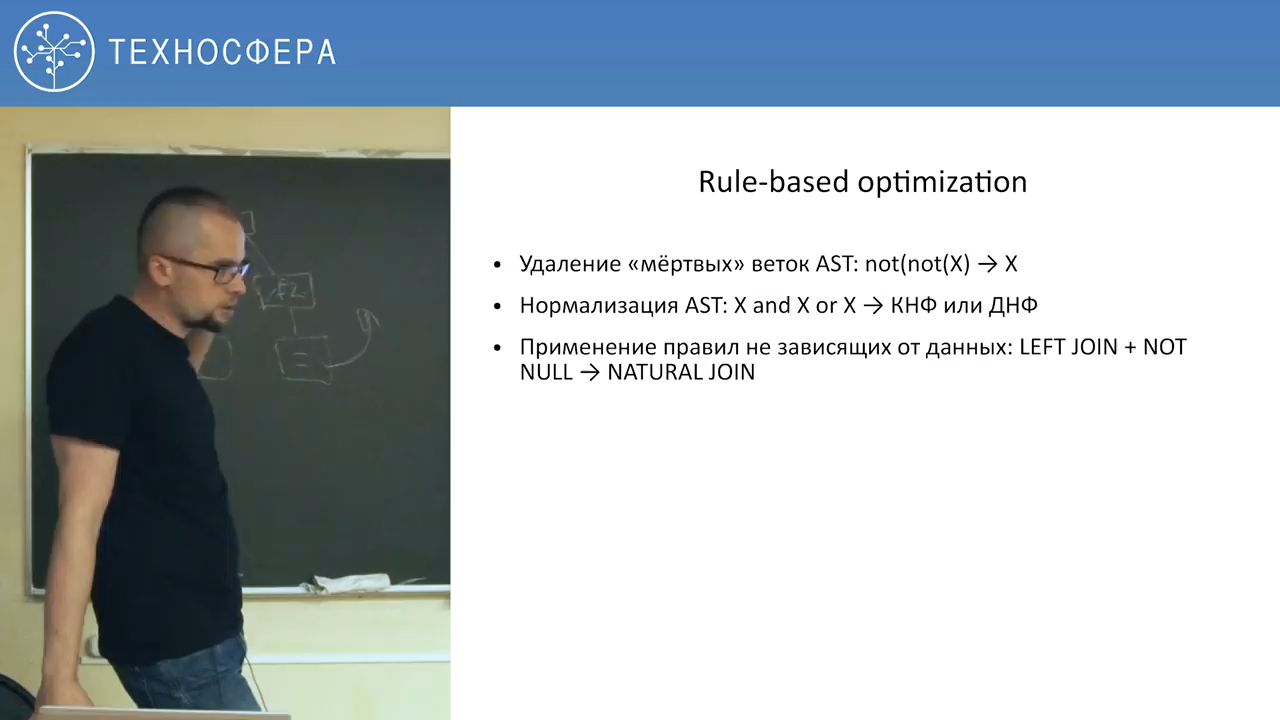 ТЕХНОСФЕРА
Rule-based optimization
• Удаление «мёртвых» веток AST: not(not(X) → X
• Нормализация AST: X and X or X → КНФ или ДНФ
• Применение правил не зависящих от данных: LEFT JOIN + NOT
NULL → NATURAL JOIN